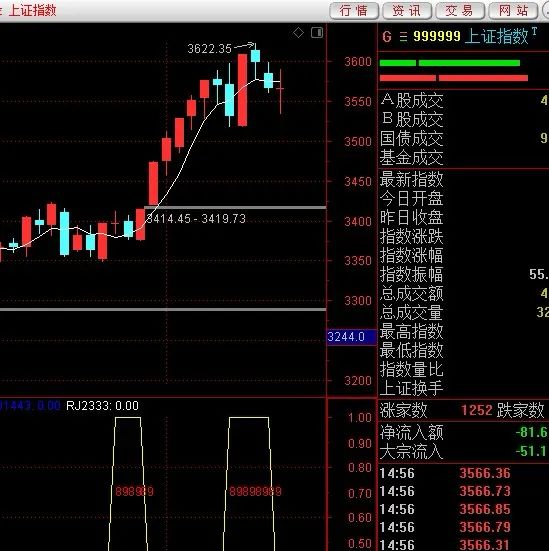 上证指数
行情 资讯 交易 网站
G 999999 上证指数T
3622.35
3600
3550
3500
3450
3400
3350
3300
3244.0
3200
3414.45 - 3419.73
A股成交 4
B股成交
国债成交 9
基金成交
最新指数
今日开盘
昨日收盘
指数涨跌
指数涨幅
指数振幅 55.
总成交额 4
总成交量 32
最高指数
最低指数
指数量比
上证换手
涨家数 1252 跌家数
净流入额 -81.6
大宗流入 -51.1
J1443: 0.00 RJ2333: 0.00
1.00
0.90
0.80
0.70
0.60
0.50
898989 89898989
14:56 3566.36
14:56 3566.73
14:56 3566.85
14:56 3566.79
14:56 3566.31